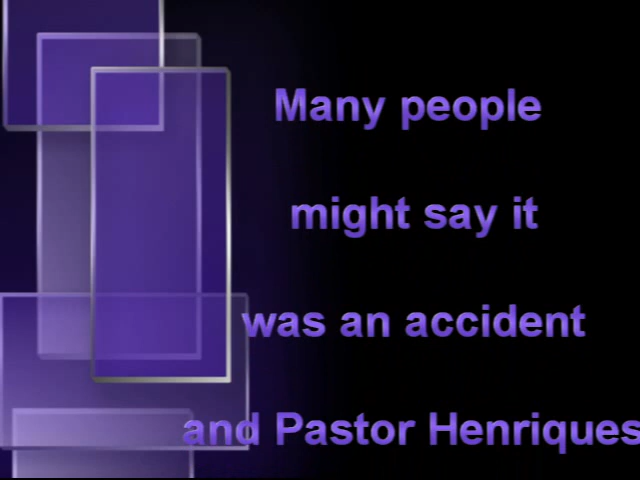 Many people
might say it
was an accident
and Pastor Henriques